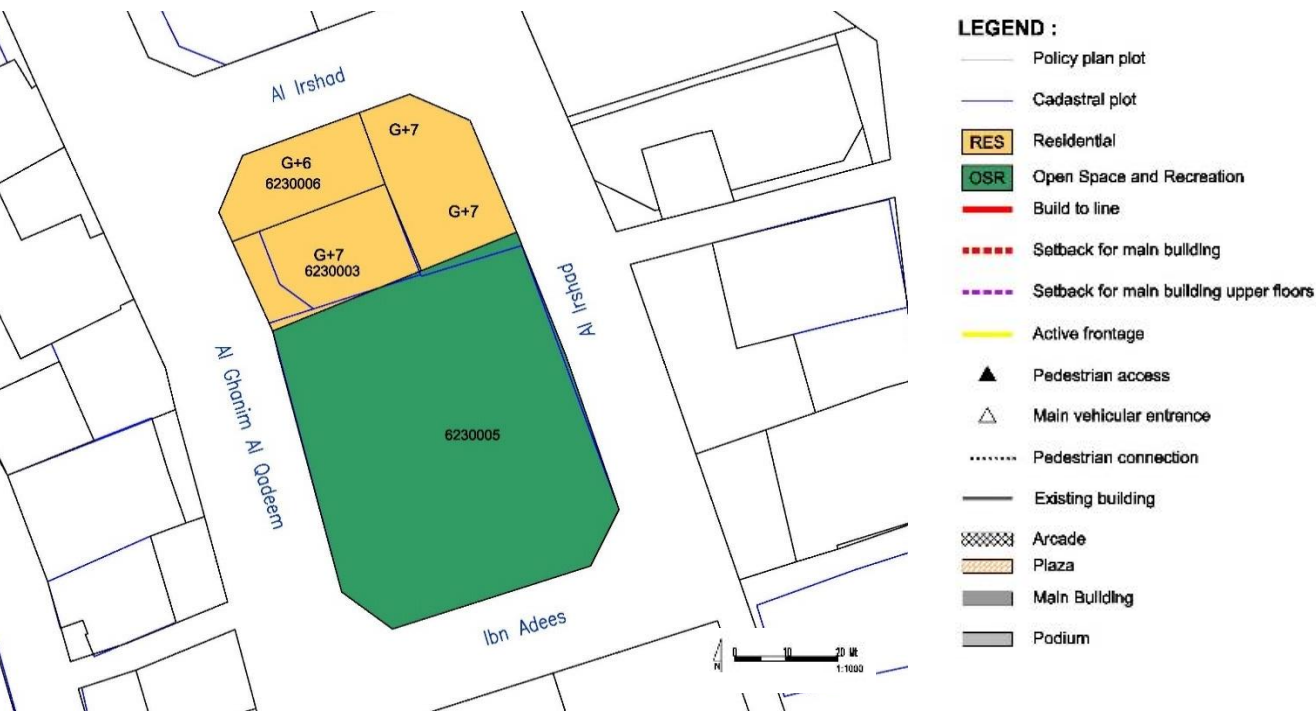 Al Irshad
G+7
G+6
6230006
G+7
G+7
6230003
Al Irshad
Al Ghanim Al Qadeem
6230005
Ibn Adees
N
0 10 20 Mt
1:1000
LEGEND :
Policy plan plot
Cadastral plot
RES Residential
OSR Open Space and Recreation
Build to line
Setback for main building
Setback for main building upper floors
Active frontage
Pedestrian access
Main vehicular entrance
Pedestrian connection
Existing building
Arcade
Plaza
Main Building
Podium